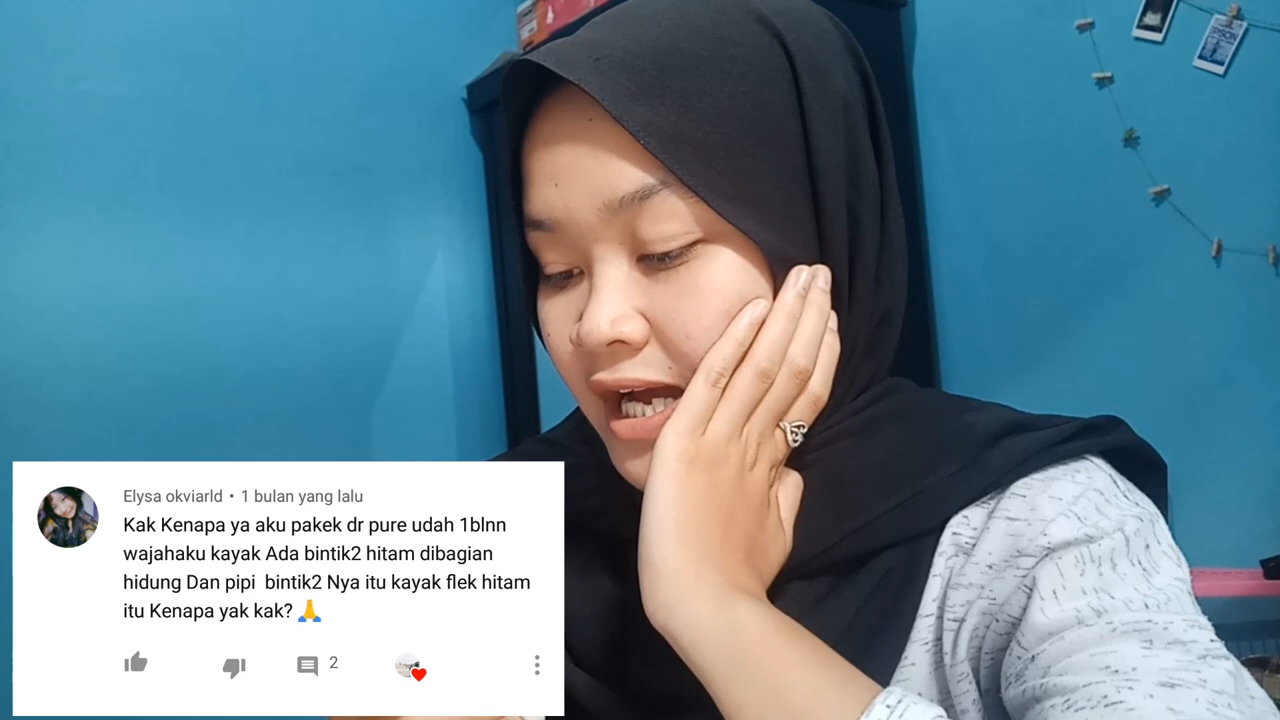 Elysa okviarld • 1 bulan yang lalu
Kak Kenapa ya aku pakek dr pure udah 1blnn
wajahaku kayak Ada bintik2 hitam dibagian
hidung Dan pipi bintik2 Nya itu kayak flek hitam
itu Kenapa yak kak? 🙏
2